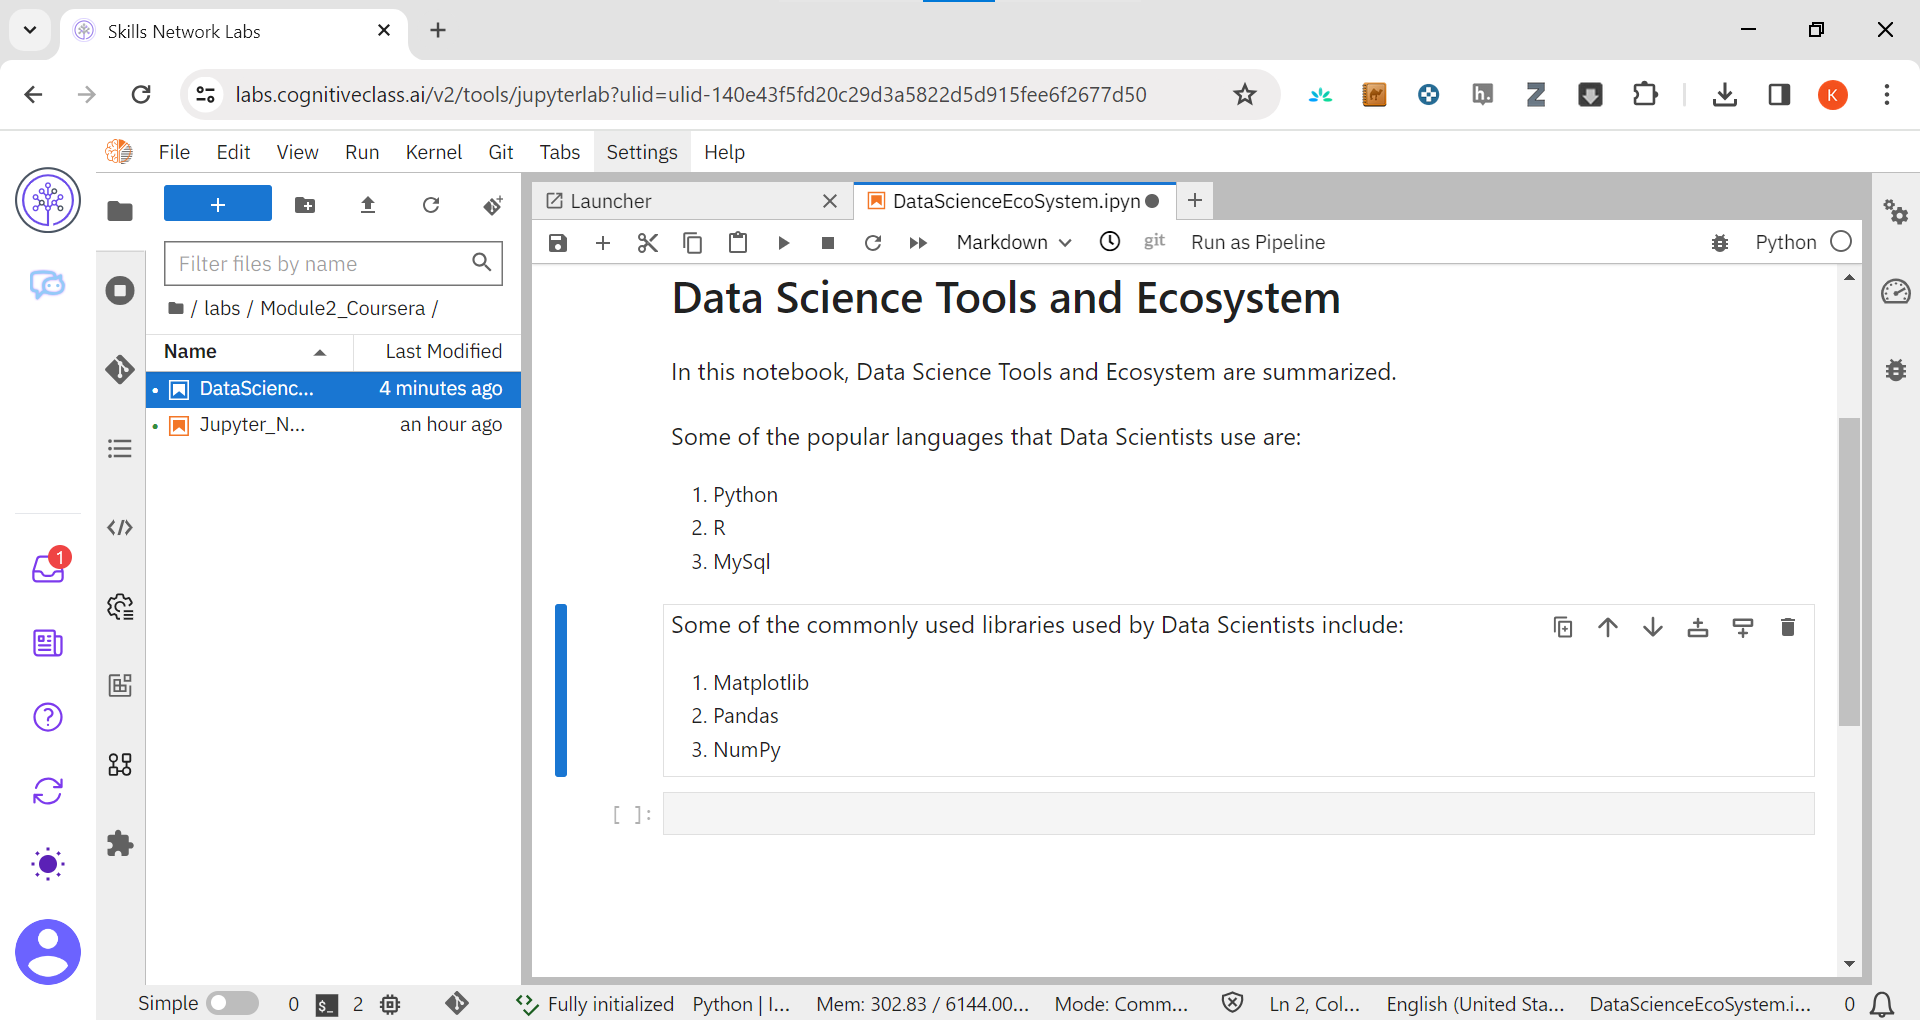 Skills Network Labs
labs.cognitiveclass.ai/v2/tools/jupyterlab?ulid=ulid-140e43f5fd20c29d3a5822d5d915fee6f2677d50
h.
Z
K
File Edit View Run Kernel Git Tabs Settings Help
Launcher
DataScienceEcoSystem.ipyn
Markdown
git
Run as Pipeline
Python
Filter files by name
/ labs / Module2_Coursera /
Name Last Modified
DataScienc... 4 minutes ago
Jupyter_N... an hour ago
1
Data Science Tools and Ecosystem
In this notebook, Data Science Tools and Ecosystem are summarized.
Some of the popular languages that Data Scientists use are:
1. Python
2. R
3. MySql
Some of the commonly used libraries used by Data Scientists include:
1. Matplotlib
2. Pandas
3. NumPy
[ ]:
Simple 0 $_ 2 Fully initialized Python | I... Mem: 302.83 / 6144.00... Mode: Comm... Ln 2, Col... English (United Sta... DataScienceEcoSystem.i... 0